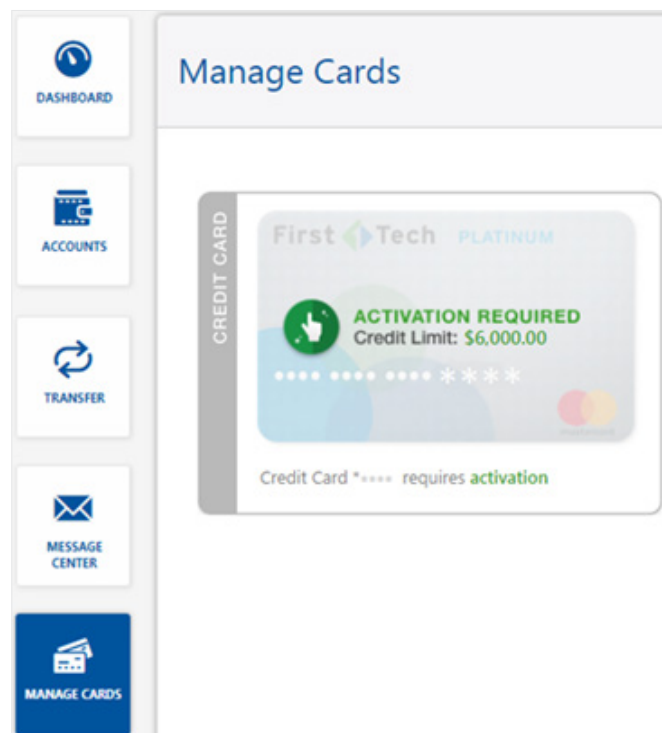 DASHBOARD
Manage Cards
ACCOUNTS
TRANSFER
MESSAGE
CENTER
MANAGE CARDS
CREDIT CARD
First Tech PLATINUM
ACTIVATION REQUIRED
Credit Limit: $6,000.00
•••• •••• •••• ****
Credit Card *•••• requires activation